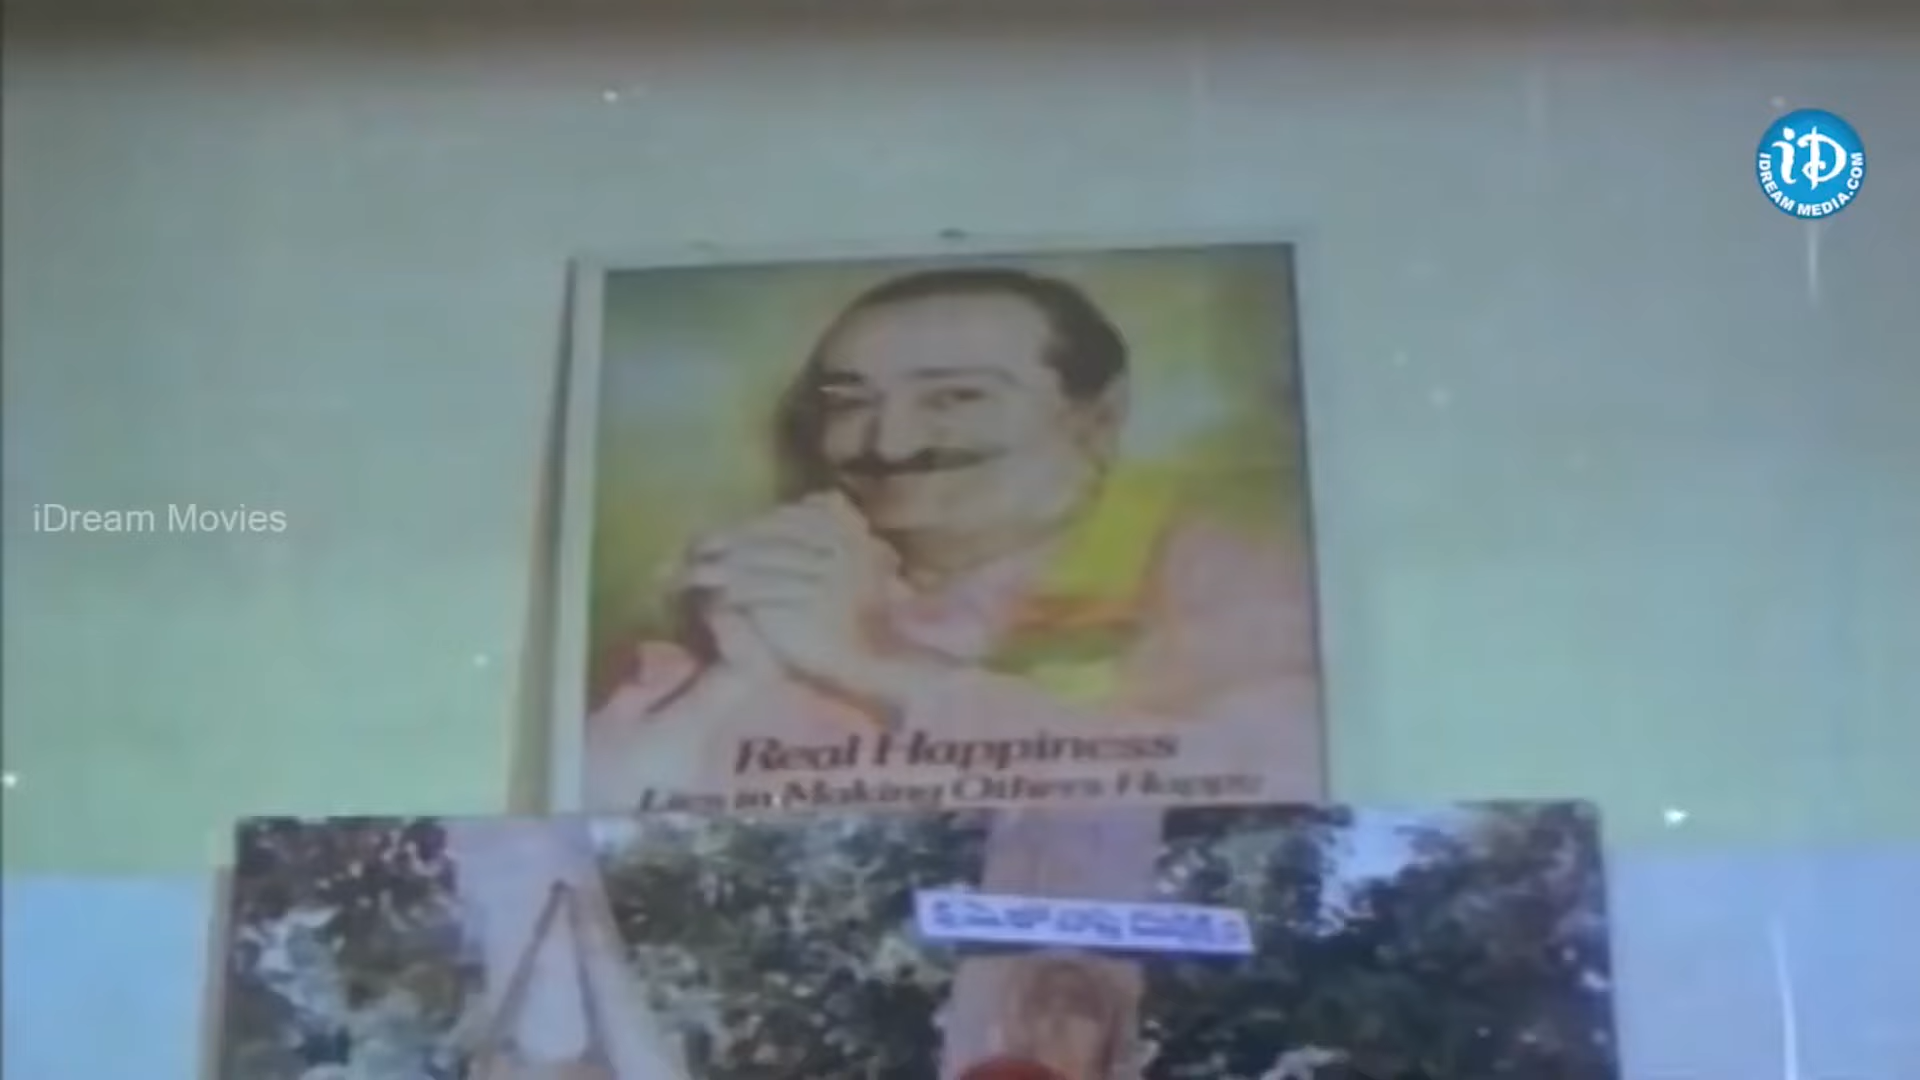 iD
IDREAM MEDIA.COM
iDream Movies
Real Happiness
Lies in Making Others Happy